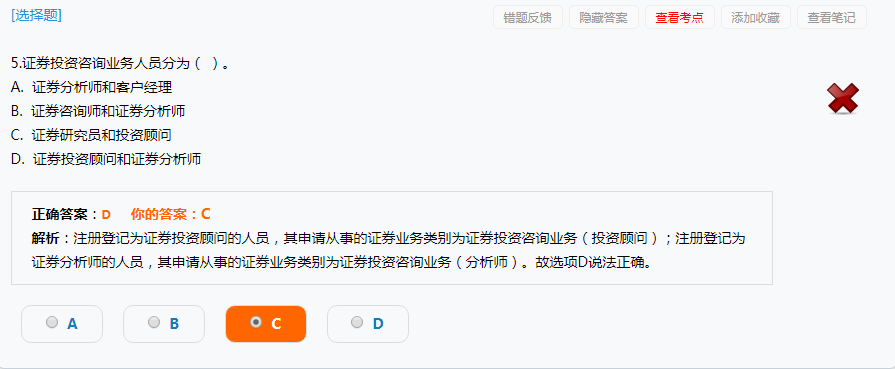 [选择题]
错题反馈 隐藏答案 查看考点 添加收藏 查看笔记
5.证券投资咨询业务人员分为（ ）。
A. 证券分析师和客户经理
B. 证券咨询师和证券分析师
C. 证券研究员和投资顾问
D. 证券投资顾问和证券分析师
正确答案：D 你的答案：C
解析：注册登记为证券投资顾问的人员，其申请从事的证券业务类别为证券投资咨询业务（投资顾问）；注册登记为
证券分析师的人员，其申请从事的证券业务类别为证券投资咨询业务（分析师）。故选项D说法正确。
A B C D